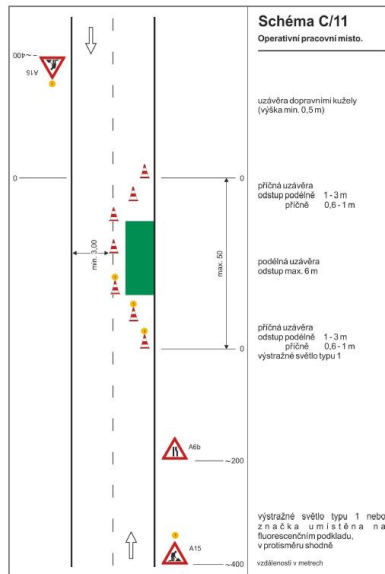 Schéma C/11
Operativní pracovní místo.
~400
A15
uzávěra dopravními kužely
(výška min. 0,5 m)
0
0
příčná uzávěra
odstup podélně 1 - 3 m
příčně 0,6 - 1 m
min. 3,00
max. 50
podélná uzávěra
odstup max. 6 m
příčná uzávěra
odstup podélně 1 - 3 m
příčně 0,6 - 1 m
výstražné světlo typu 1
0
A6b
~200
výstražné světlo typu 1 nebo
značka umístěna na
fluorescenčním podkladu,
v protisměru shodně
A15
~400
vzdálenosti v metrech